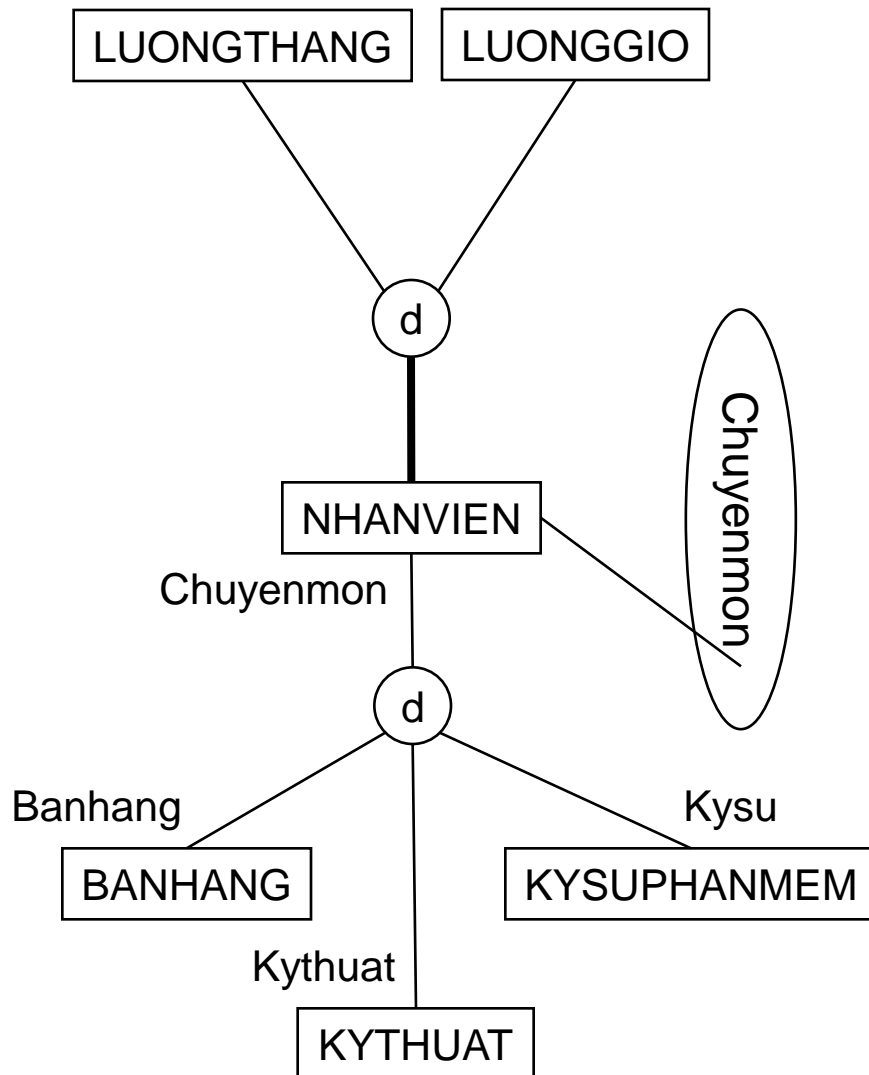 LUONGTHANG
LUONGGIO
d
Chuyenmon
NHANVIEN
Chuyenmon
d
Banhang
Kysu
BANHANG
KYSUPHANMEM
Kythuat
KYTHUAT